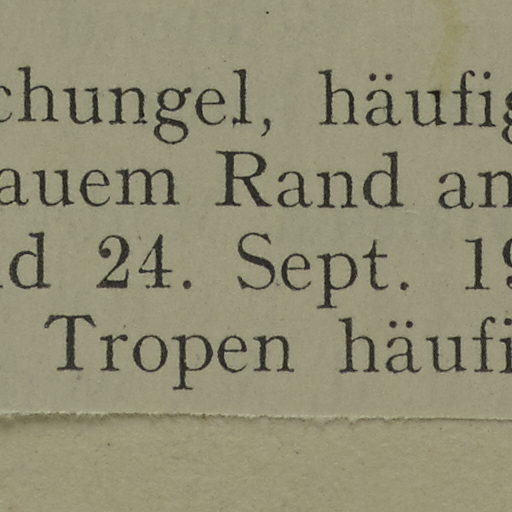 chungel, häufig
auem Rand an
d 24. Sept. 19
Tropen häufi